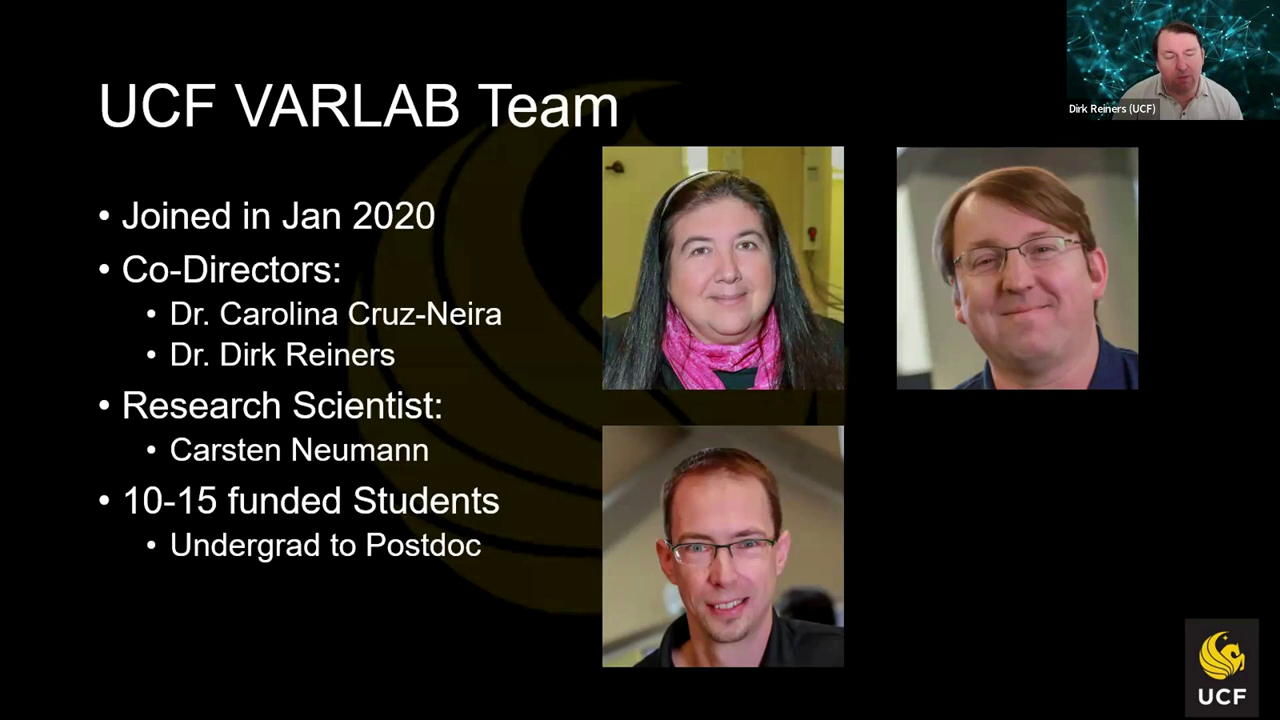 UCF VARLAB Team
• Joined in Jan 2020
• Co-Directors:
• Dr. Carolina Cruz-Neira
• Dr. Dirk Reiners
• Research Scientist:
• Carsten Neumann
• 10-15 funded Students
• Undergrad to Postdoc
Dirk Reiners (UCF)
UCF